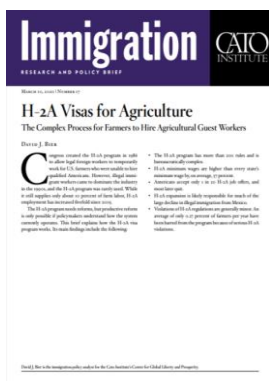 Immigration
CATO
INSTITUTE
RESEARCH AND POLICY BRIEF
H-2A Visas for Agriculture
The Complex Process for Farmers to Hire Agricultural Guest Workers
DAVID J. BIER
Congress created the H-2A program in 1986
to allow legal foreign workers to temporarily
work for U.S. farmers who were unable to hire
qualified Americans. However, illegal immi-
grant workers came to dominate the industry
in the 1990s, and the H-2A program was rarely used. While
it still supplies only about 10 percent of farm labor, H-2A
employment has increased fivefold since 2005.
The H-2A program needs reforms, but productive reform
is only possible if policymakers understand how the system
currently operates. This brief explains how the H-2A visa
program works. Its main findings include the following:
• The H-2A program has more than 200 rules and is
bureaucratically complex.
• H-2A minimum wages are higher than every state's
minimum wage by, on average, 57 percent.
• Americans accept only 1 in 20 H-2A job offers, and
most later quit.
• H-2A expansion is likely responsible for much of the
large decline in illegal immigration from Mexico.
• Violations of H-2A regulations are generally minor. An
average of only 0.27 percent of farmers per year have
been barred from the program because of serious H-2A
violations.
David J. Bier is the immigration policy analyst for the Cato Institute's Center for Global Liberty and Prosperity.